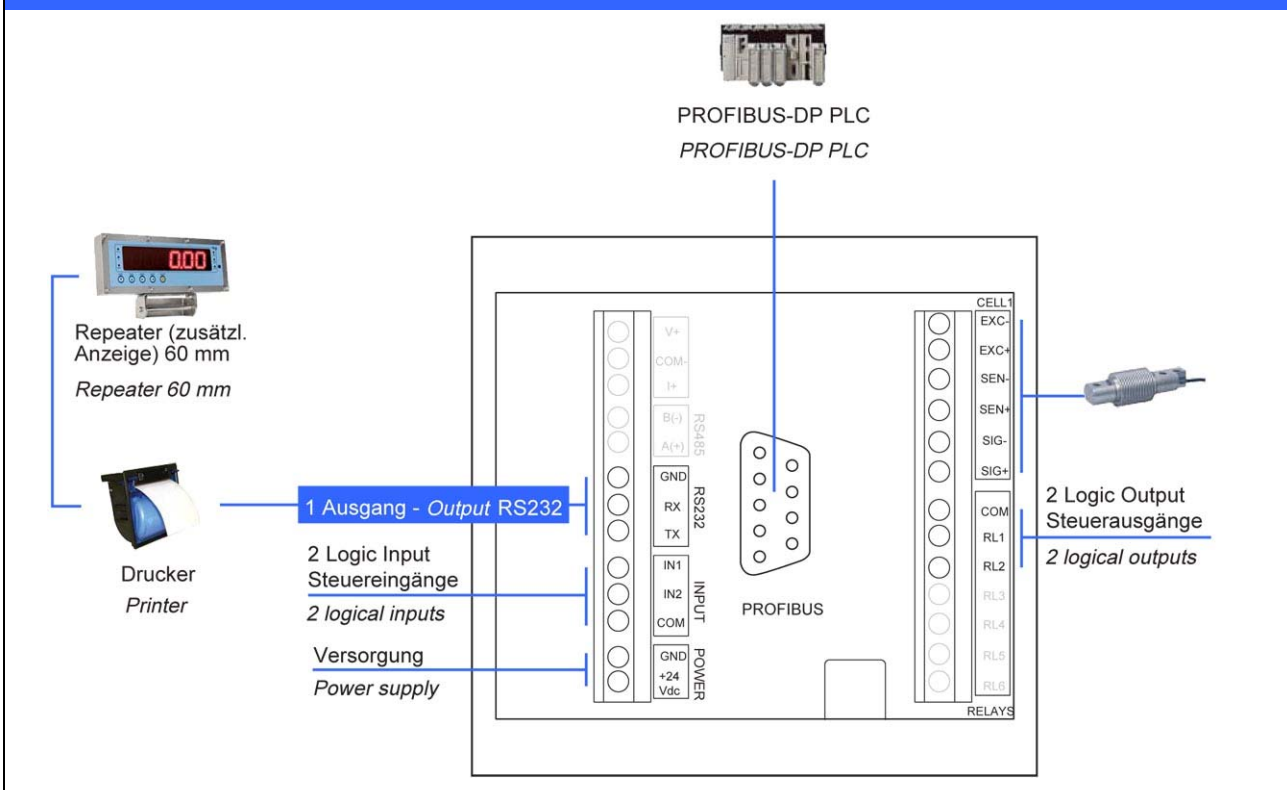 PROFIBUS-DP PLC
PROFIBUS-DP PLC
0.00
Repeater (zusätzl.
Anzeige) 60 mm
Repeater 60 mm
Drucker
Printer
1 Ausgang - Output RS232
2 Logic Input
Steuereingänge
2 logical inputs
Versorgung
Power supply
V+
COM-
I+
B(-)
A(+)
RS485
GND
RX
TX
RS232
IN1
IN2
COM
INPUT
GND
+24
Vdc
POWER
PROFIBUS
CELL1
EXC-
EXC+
SEN-
SEN+
SIG-
SIG+
COM
RL1
RL2
RL3
RL4
RL5
RL6
RELAYS
2 Logic Output
Steuerausgänge
2 logical outputs